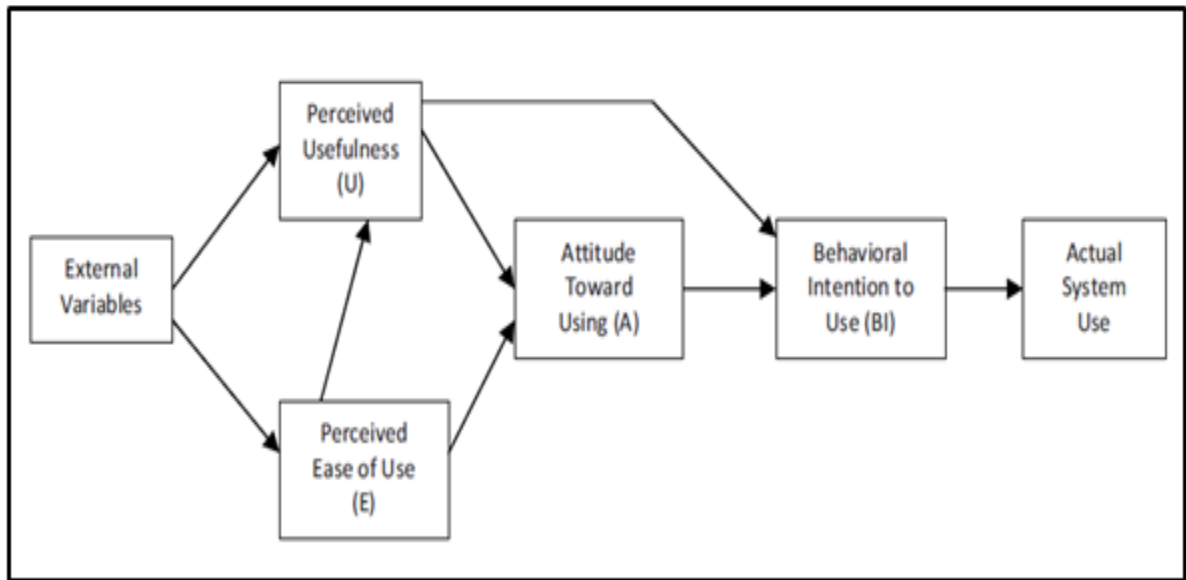 Perceived
Usefulness
(U)
External
Variables
Attitude
Toward
Using (A)
Behavioral
Intention to
Use (BI)
Actual
System
Use
Perceived
Ease of Use
(E)